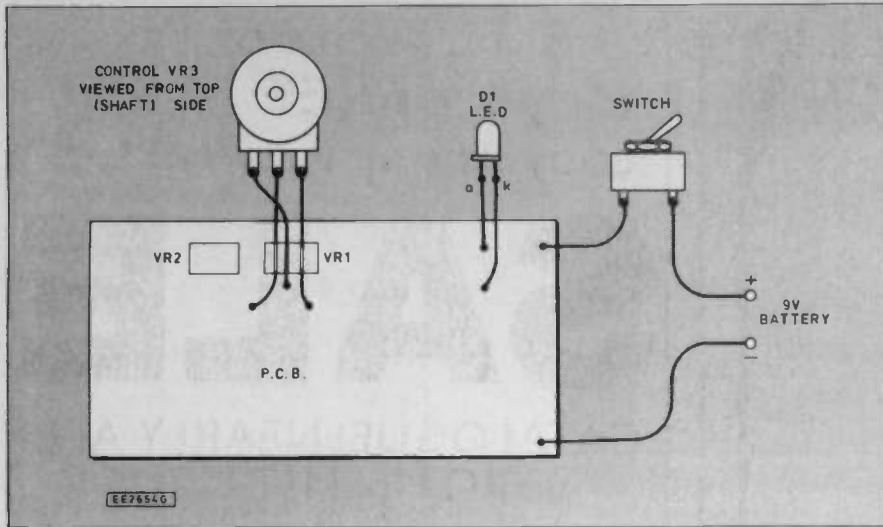 CONTROL VR3
VIEWED FROM TOP
(SHAFT) SIDE
D1
L.E.D
SWITCH
a
k
VR2
VR1
+
9V
BATTERY
−
P.C.B.
EE2654G